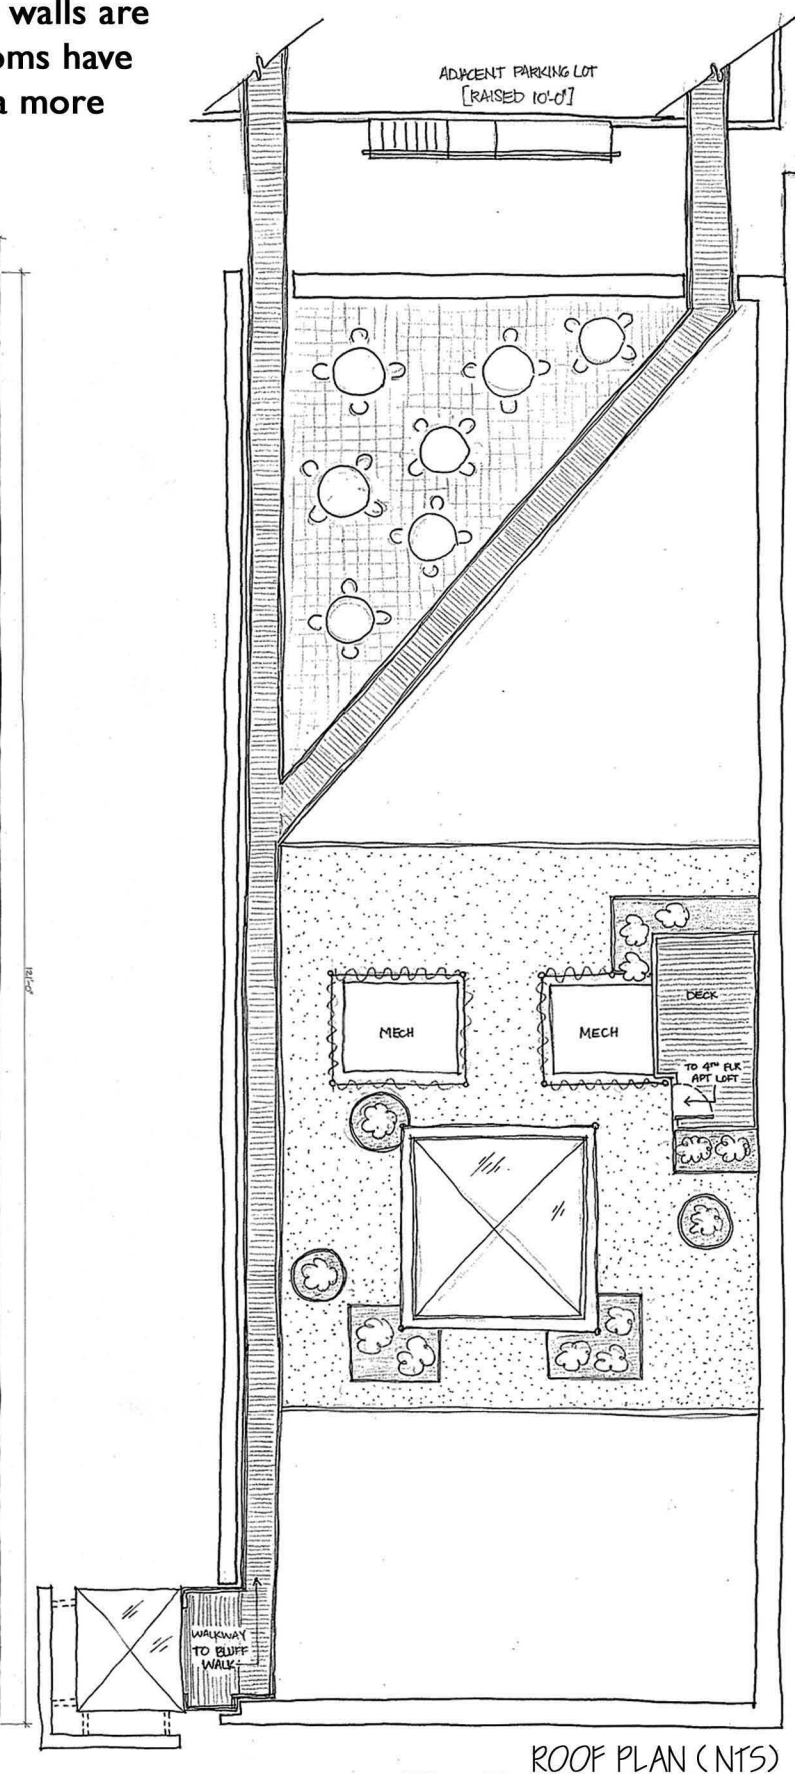 walls are
oms have
a more
ADJACENT PARKING LOT
[RAISED 10'-0"]
DECK
MECH
MECH
TO 4TH FLR
APT LOFT
WALKWAY
TO BLUFF
WALK
ROOF PLAN (NTS)